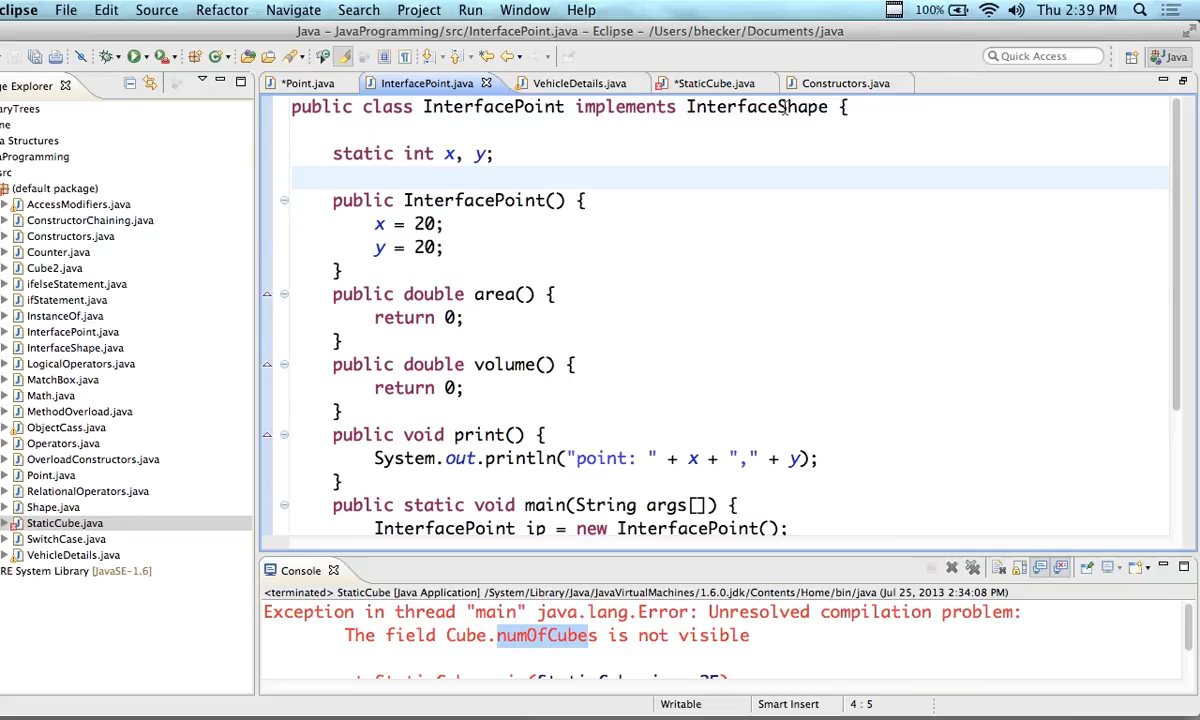 clipse File Edit Source Refactor Navigate Search Project Run Window Help 100% Thu 2:39 PM
Java – JavaProgramming/src/InterfacePoint.java – Eclipse – /Users/bhecker/Documents/java
Quick Access Java
ge Explorer
*Point.java InterfacePoint.java VehicleDetails.java *StaticCube.java Constructors.java
aryTrees
ne
a Structures
aProgramming
src
(default package)
AccessModifiers.java
ConstructorChaining.java
Constructors.java
Counter.java
Cube2.java
ifelseStatement.java
ifStatement.java
InstanceOf.java
InterfacePoint.java
InterfaceShape.java
LogicalOperators.java
MatchBox.java
Math.java
MethodOverload.java
ObjectCass.java
Operators.java
OverloadConstructors.java
Point.java
RelationalOperators.java
Shape.java
StaticCube.java
SwitchCase.java
VehicleDetails.java
RE System Library [JavaSE-1.6]
public class InterfacePoint implements InterfaceShape {
static int x, y;
public InterfacePoint() {
x = 20;
y = 20;
}
public double area() {
return 0;
}
public double volume() {
return 0;
}
public void print() {
System.out.println("point: " + x + "," + y);
}
public static void main(String args[]) {
InterfacePoint ip = new InterfacePoint();
Console
<terminated> StaticCube [Java Application] /System/Library/Java/JavaVirtualMachines/1.6.0.jdk/Contents/Home/bin/java (Jul 25, 2013 2:34:08 PM)
Exception in thread "main" java.lang.Error: Unresolved compilation problem:
The field Cube.numOfCubes is not visible
Writable Smart Insert 4 : 5